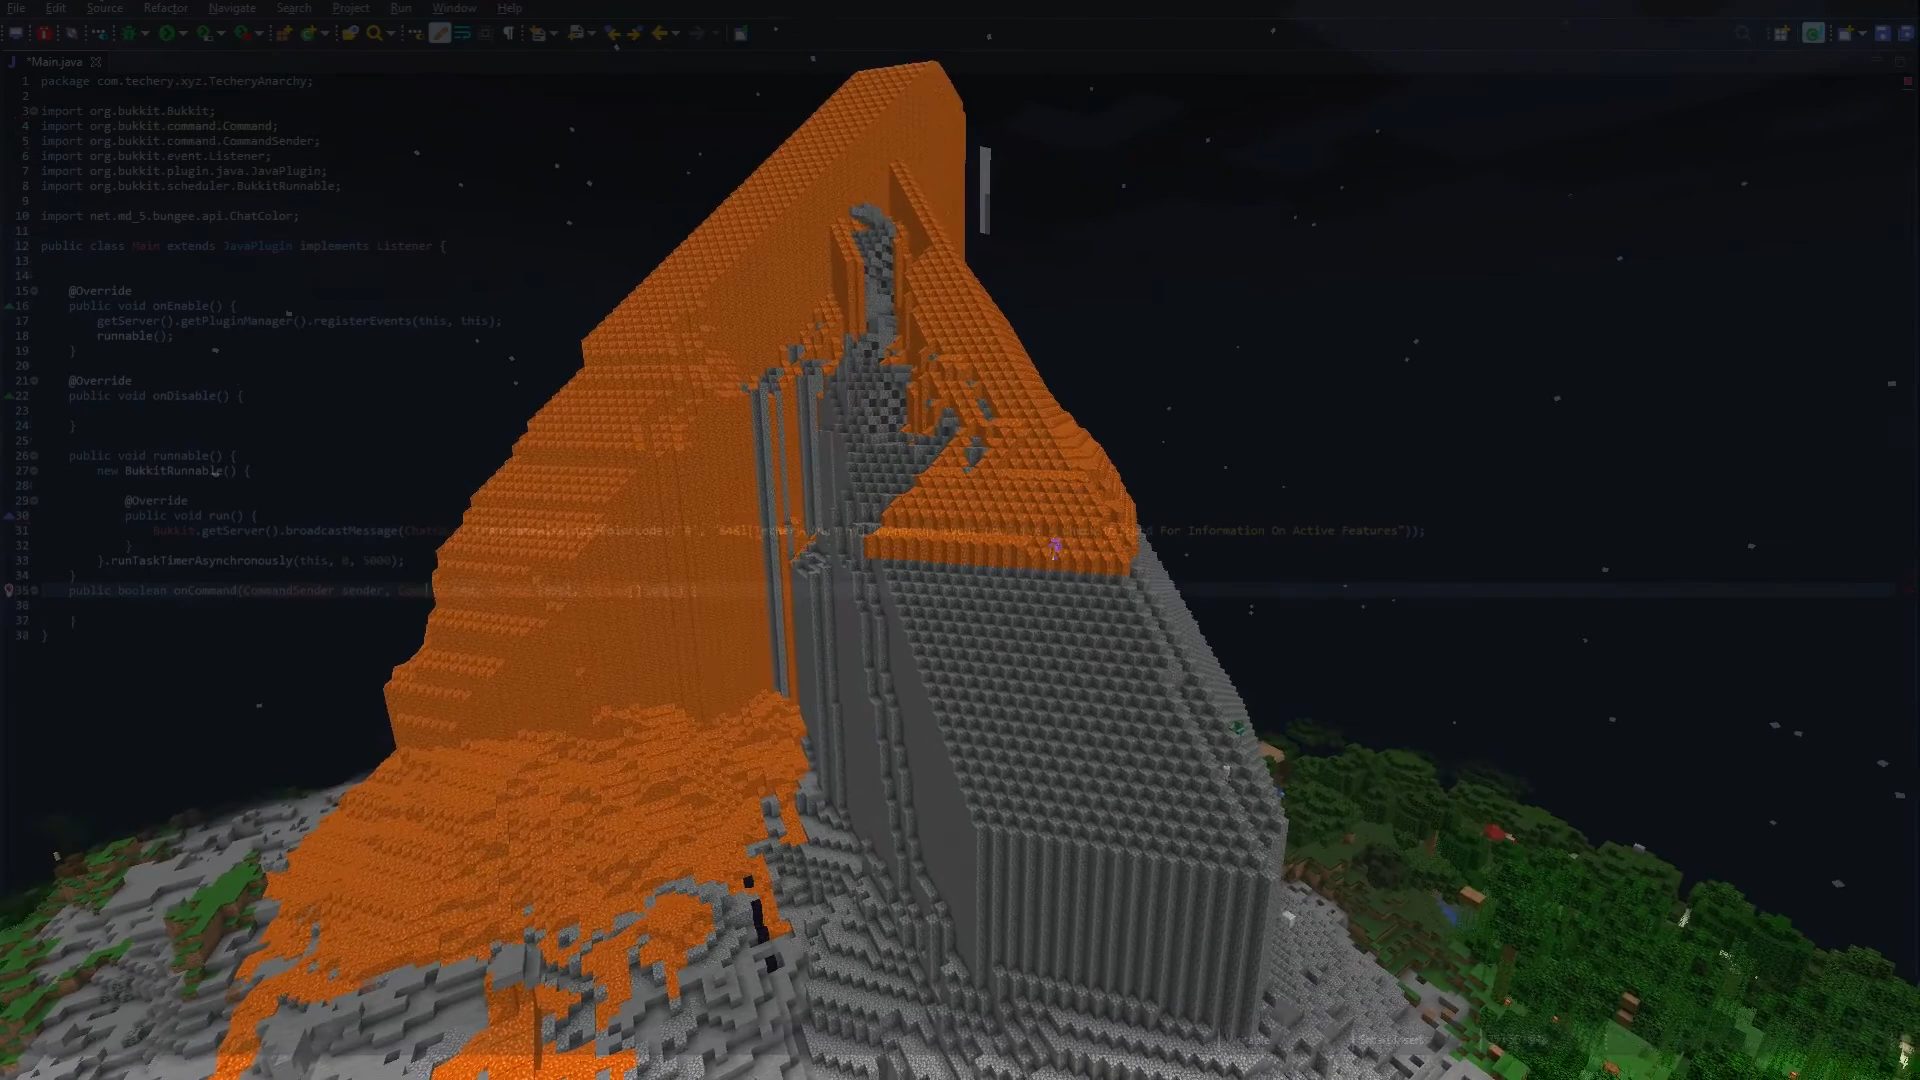 File Edit Source Refactor Navigate Search Project Run Window Help
*Main.java
1 package com.techery.xyz.TecheryAnarchy;
2
3 import org.bukkit.Bukkit;
4 import org.bukkit.command.Command;
5 import org.bukkit.command.CommandSender;
6 import org.bukkit.event.Listener;
7 import org.bukkit.plugin.java.JavaPlugin;
8 import org.bukkit.scheduler.BukkitRunnable;
9
10 import net.md_5.bungee.api.ChatColor;
11
12 public class Main extends JavaPlugin implements Listener {
13
14
15 @Override
16 public void onEnable() {
17 getServer().getPluginManager().registerEvents(this, this);
18 runnable();
19 }
20
21 @Override
22 public void onDisable() {
23
24 }
25
26 public void runnable() {
27 new BukkitRunnable() {
28
29 @Override
30 public void run() {
31 Bukkit.getServer().broadcastMessage( For Information On Active Features"));
32 }
33 }.runTaskTimerAsynchronously(this, 0, 5000);
34 }
35 public boolean onCommand(CommandSender sender,
36
37 }
38 }